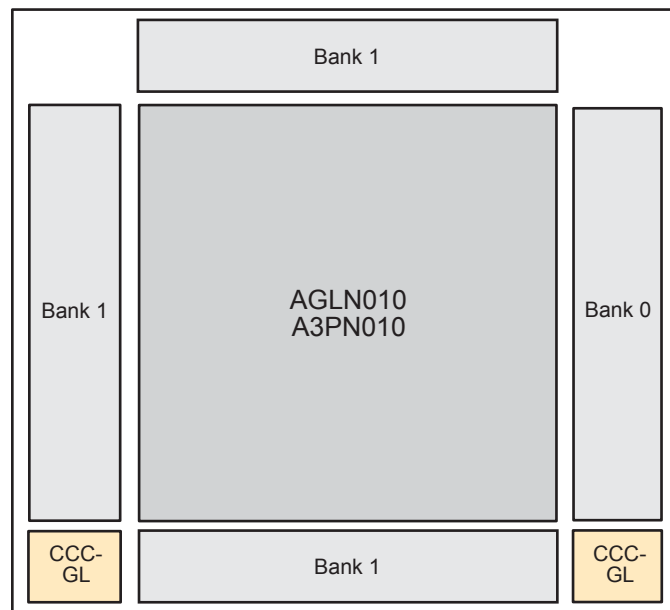 Bank 1
Bank 1
AGLN010
A3PN010
Bank 0
CCC-
GL
Bank 1
CCC-
GL